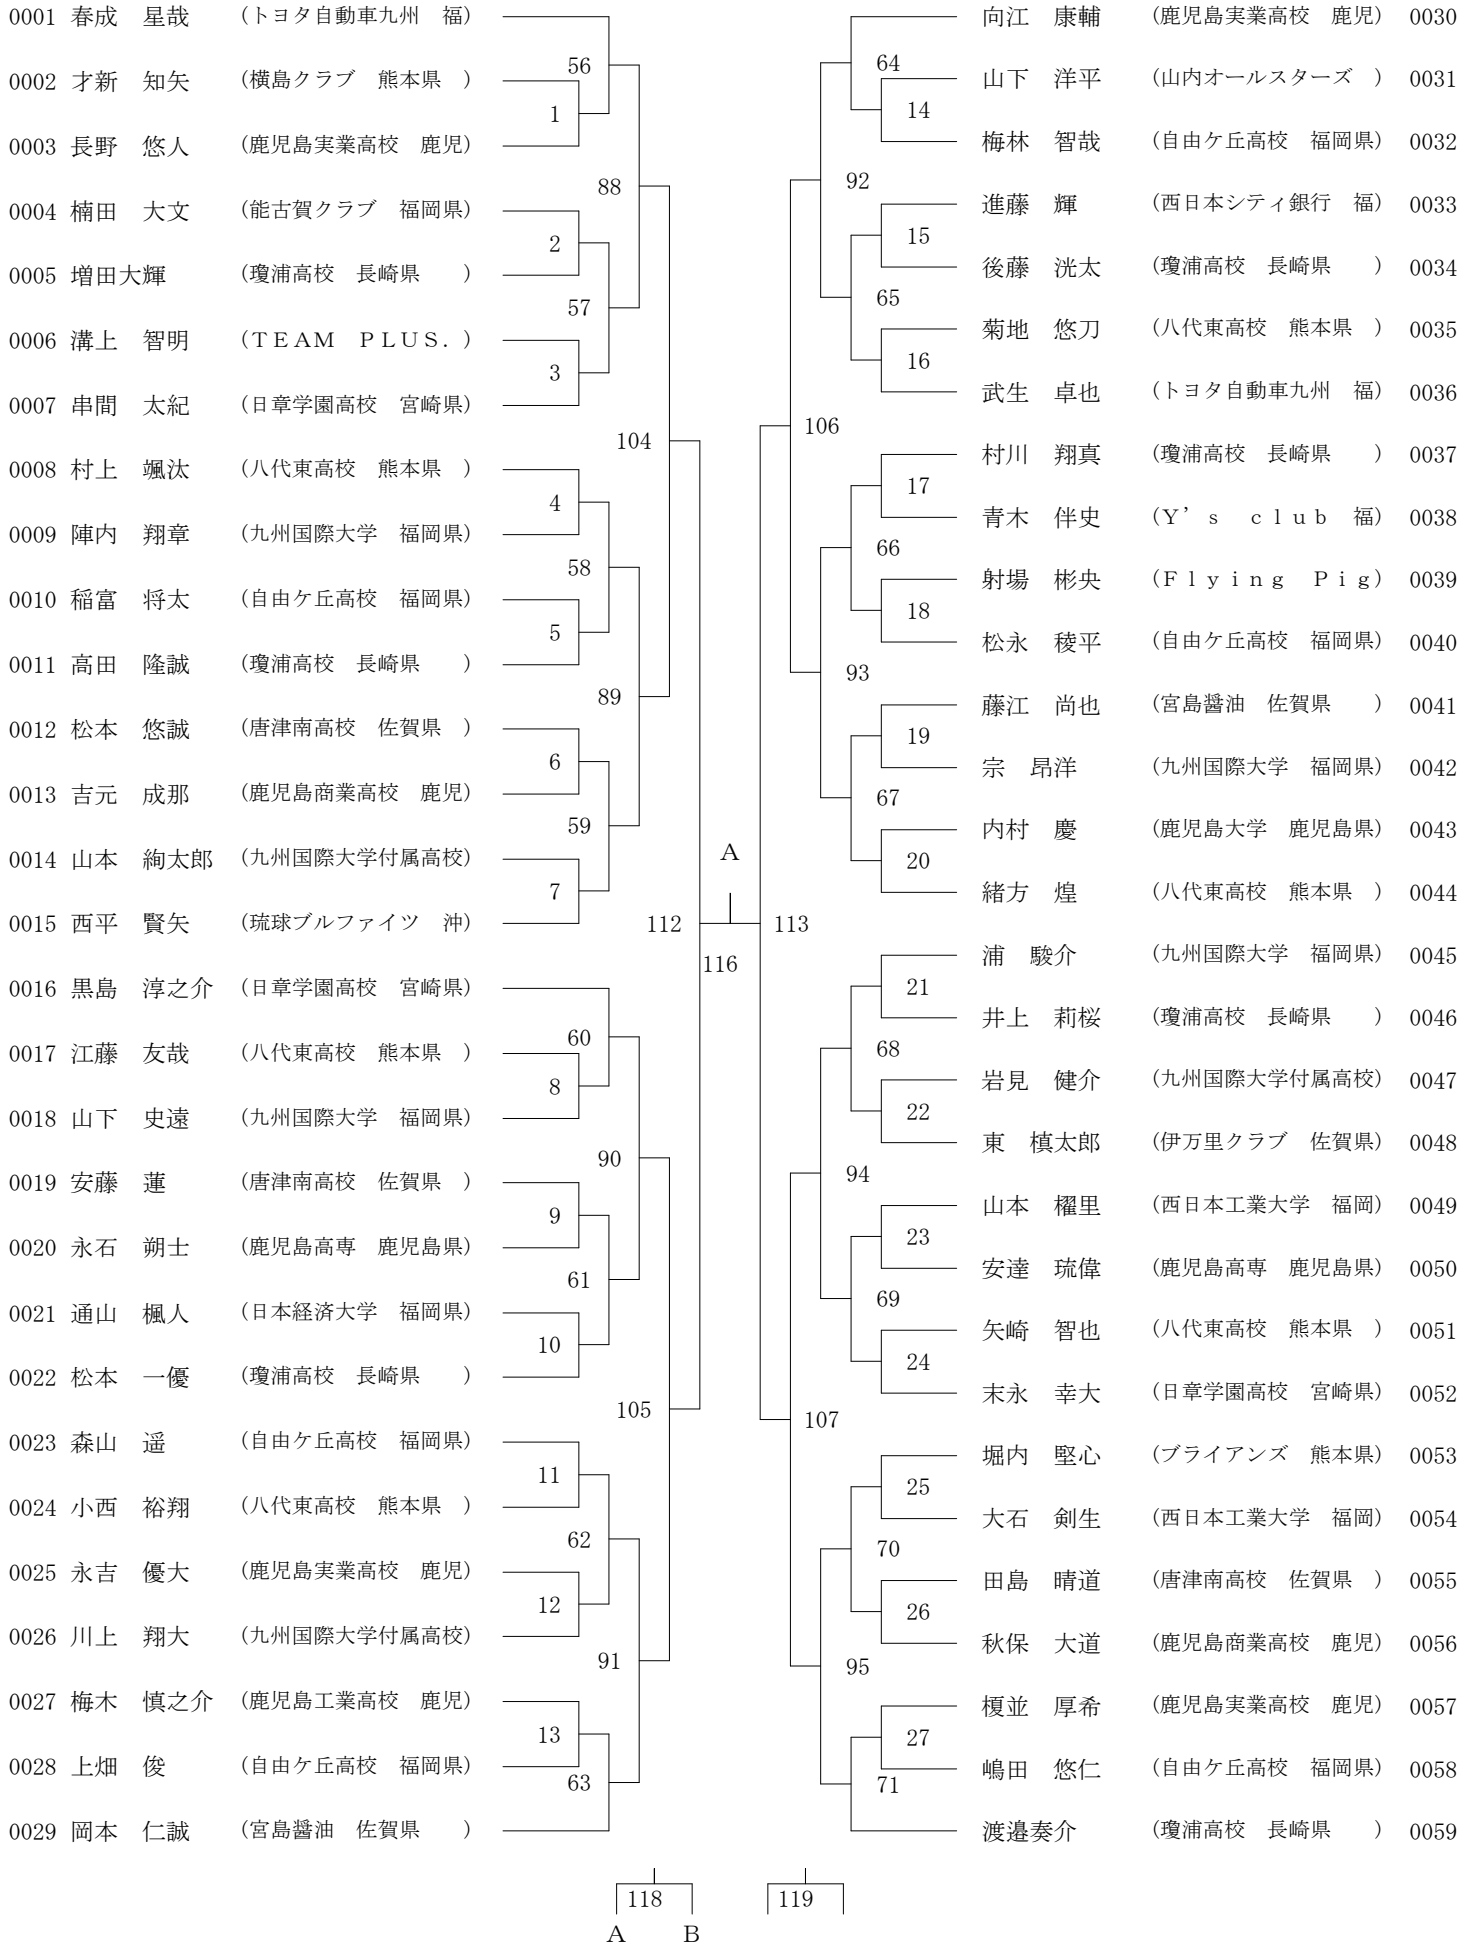 0001 春成　星哉 (トヨタ自動車九州　福)
0002 才新　知矢 (横島クラブ　熊本県　)
0003 長野　悠人 (鹿児島実業高校　鹿児)
0004 楠田　大文 (能古賀クラブ　福岡県)
0005 増田大輝 (瓊浦高校　長崎県　　)
0006 溝上　智明 (ＴＥＡＭ　ＰＬＵＳ．)
0007 串間　太紀 (日章学園高校　宮崎県)
0008 村上　颯汰 (八代東高校　熊本県　)
0009 陣内　翔章 (九州国際大学　福岡県)
0010 稲富　将太 (自由ケ丘高校　福岡県)
0011 高田　隆誠 (瓊浦高校　長崎県　　)
0012 松本　悠誠 (唐津南高校　佐賀県　)
0013 吉元　成那 (鹿児島商業高校　鹿児)
0014 山本　絢太郎 (九州国際大学付属高校)
0015 西平　賢矢 (琉球ブルファイツ　沖)
0016 黒島　淳之介 (日章学園高校　宮崎県)
0017 江藤　友哉 (八代東高校　熊本県　)
0018 山下　史遠 (九州国際大学　福岡県)
0019 安藤　蓮 (唐津南高校　佐賀県　)
0020 永石　朔士 (鹿児島高専　鹿児島県)
0021 通山　楓人 (日本経済大学　福岡県)
0022 松本　一優 (瓊浦高校　長崎県　　)
0023 森山　遥 (自由ケ丘高校　福岡県)
0024 小西　裕翔 (八代東高校　熊本県　)
0025 永吉　優大 (鹿児島実業高校　鹿児)
0026 川上　翔大 (九州国際大学付属高校)
0027 梅木　慎之介 (鹿児島工業高校　鹿児)
0028 上畑　俊 (自由ケ丘高校　福岡県)
0029 岡本　仁誠 (宮島醤油　佐賀県　　)
1
2
3
4
5
6
7
8
9
10
11
12
13
56
57
58
59
60
61
62
63
88
89
90
91
104
105
112
A
116
113
106
107
92
93
94
95
64
65
66
67
68
69
70
71
14
15
16
17
18
19
20
21
22
23
24
25
26
27
向江　康輔 (鹿児島実業高校　鹿児) 0030
山下　洋平 (山内オールスターズ　) 0031
梅林　智哉 (自由ケ丘高校　福岡県) 0032
進藤　輝 (西日本シティ銀行　福) 0033
後藤　洸太 (瓊浦高校　長崎県　　) 0034
菊地　悠刀 (八代東高校　熊本県　) 0035
武生　卓也 (トヨタ自動車九州　福) 0036
村川　翔真 (瓊浦高校　長崎県　　) 0037
青木　伴史 (Ｙ’ｓ　ｃｌｕｂ　福) 0038
射場　彬央 (Ｆｌｙｉｎｇ　Ｐｉｇ) 0039
松永　稜平 (自由ケ丘高校　福岡県) 0040
藤江　尚也 (宮島醤油　佐賀県　　) 0041
宗　昂洋 (九州国際大学　福岡県) 0042
内村　慶 (鹿児島大学　鹿児島県) 0043
緒方　煌 (八代東高校　熊本県　) 0044
浦　駿介 (九州国際大学　福岡県) 0045
井上　莉桜 (瓊浦高校　長崎県　　) 0046
岩見　健介 (九州国際大学付属高校) 0047
東　槙太郎 (伊万里クラブ　佐賀県) 0048
山本　櫂里 (西日本工業大学　福岡) 0049
安達　琉偉 (鹿児島高専　鹿児島県) 0050
矢崎　智也 (八代東高校　熊本県　) 0051
末永　幸大 (日章学園高校　宮崎県) 0052
堀内　堅心 (ブライアンズ　熊本県) 0053
大石　剣生 (西日本工業大学　福岡) 0054
田島　晴道 (唐津南高校　佐賀県　) 0055
秋保　大道 (鹿児島商業高校　鹿児) 0056
榎並　厚希 (鹿児島実業高校　鹿児) 0057
嶋田　悠仁 (自由ケ丘高校　福岡県) 0058
渡邉奏介 (瓊浦高校　長崎県　　) 0059
118
A B
119